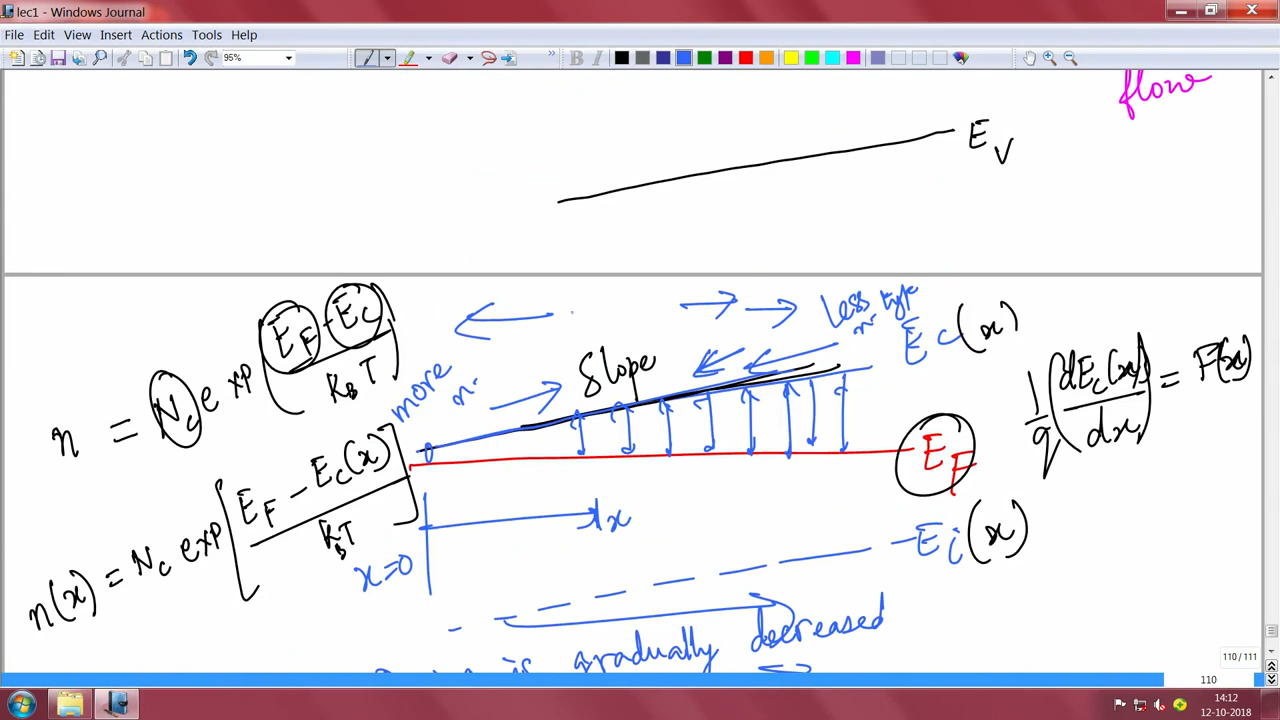 lec1 - Windows Journal
File Edit View Insert Actions Tools Help
95%
flow
E_V
n = N_c exp((E_F - E_C)/(k_B T))
more n-
Slope
Less n- type
E_C(x)
1/q (dE_c(x)/dx) = F(x)
0
E_F
n(x) = N_c exp[(E_F - E_C(x))/(k_B T)]
x
x=0
E_i(x)
is gradually decreased
110 / 111
110
14:12
12-10-2018